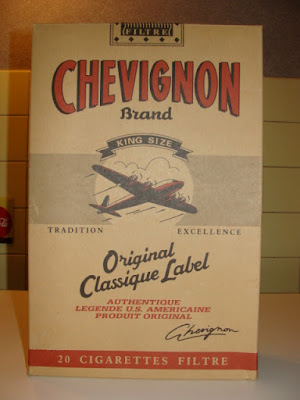 FILTRE
CHEVIGNON
Brand
KING SIZE
TRADITION EXCELLENCE
Original
Classique Label
AUTHENTIQUE
LEGENDE U.S. AMERICAINE
PRODUIT ORIGINAL
Chevignon
20 CIGARETTES FILTRE